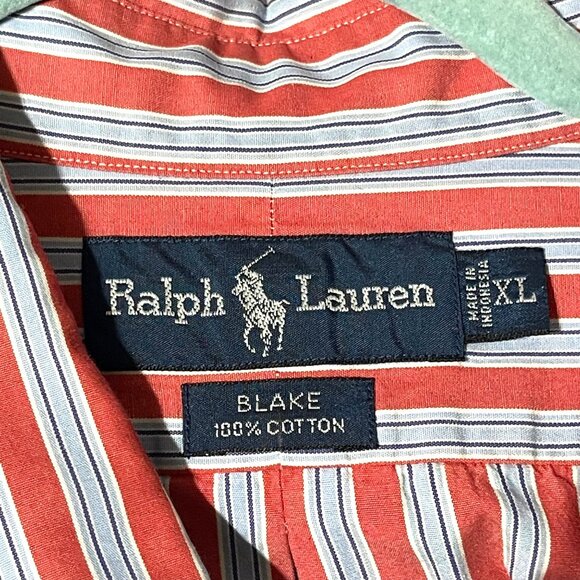 Ralph Lauren
MADE IN
INDONESIA
XL
BLAKE
100% COTTON